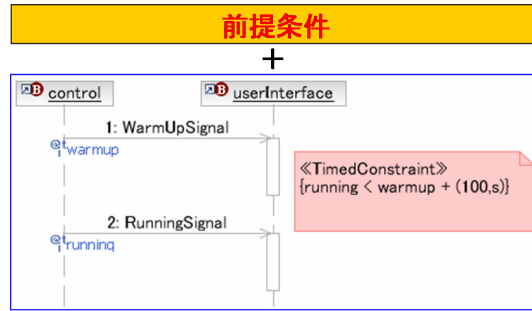 前提条件
+
control
userInterface
1: WarmUpSignal
@t warmup
≪TimedConstraint≫
{running < warmup + (100,s)}
2: RunningSignal
@t running